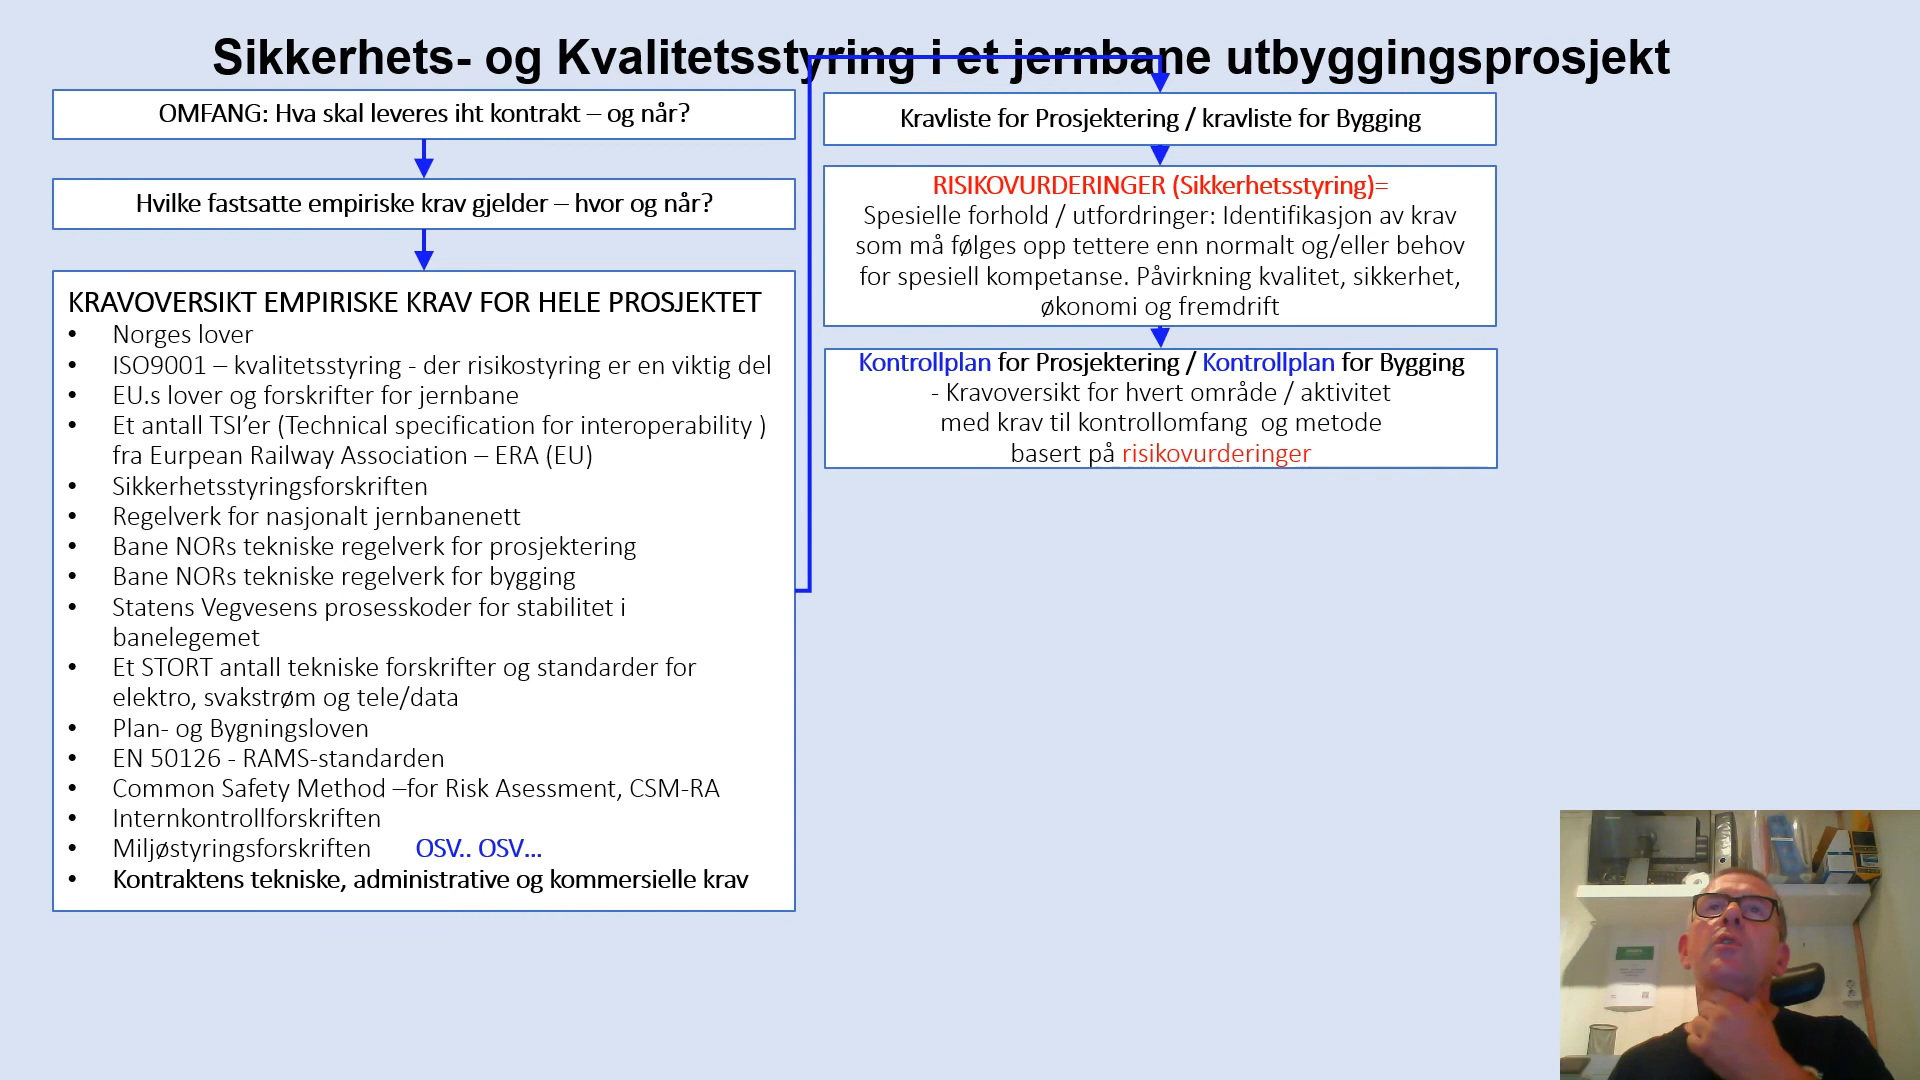 Sikkerhets- og Kvalitetsstyring i et jernbane utbyggingsprosjekt
OMFANG: Hva skal leveres iht kontrakt – og når?
Hvilke fastsatte empiriske krav gjelder – hvor og når?
KRAVOVERSIKT EMPIRISKE KRAV FOR HELE PROSJEKTET
• Norges lover
• ISO9001 – kvalitetsstyring - der risikostyring er en viktig del
• EU.s lover og forskrifter for jernbane
• Et antall TSI’er (Technical specification for interoperability )
fra Eurpean Railway Association – ERA (EU)
• Sikkerhetsstyringsforskriften
• Regelverk for nasjonalt jernbanenett
• Bane NORs tekniske regelverk for prosjektering
• Bane NORs tekniske regelverk for bygging
• Statens Vegvesens prosesskoder for stabilitet i
banelegemet
• Et STORT antall tekniske forskrifter og standarder for
elektro, svakstrøm og tele/data
• Plan- og Bygningsloven
• EN 50126 - RAMS-standarden
• Common Safety Method –for Risk Asessment, CSM-RA
• Internkontrollforskriften
• Miljøstyringsforskriften OSV.. OSV...
• Kontraktens tekniske, administrative og kommersielle krav
Kravliste for Prosjektering / kravliste for Bygging
RISIKOVURDERINGER (Sikkerhetsstyring)=
Spesielle forhold / utfordringer: Identifikasjon av krav
som må følges opp tettere enn normalt og/eller behov
for spesiell kompetanse. Påvirkning kvalitet, sikkerhet,
økonomi og fremdrift
Kontrollplan for Prosjektering / Kontrollplan for Bygging
- Kravoversikt for hvert område / aktivitet
med krav til kontrollomfang og metode
basert på risikovurderinger